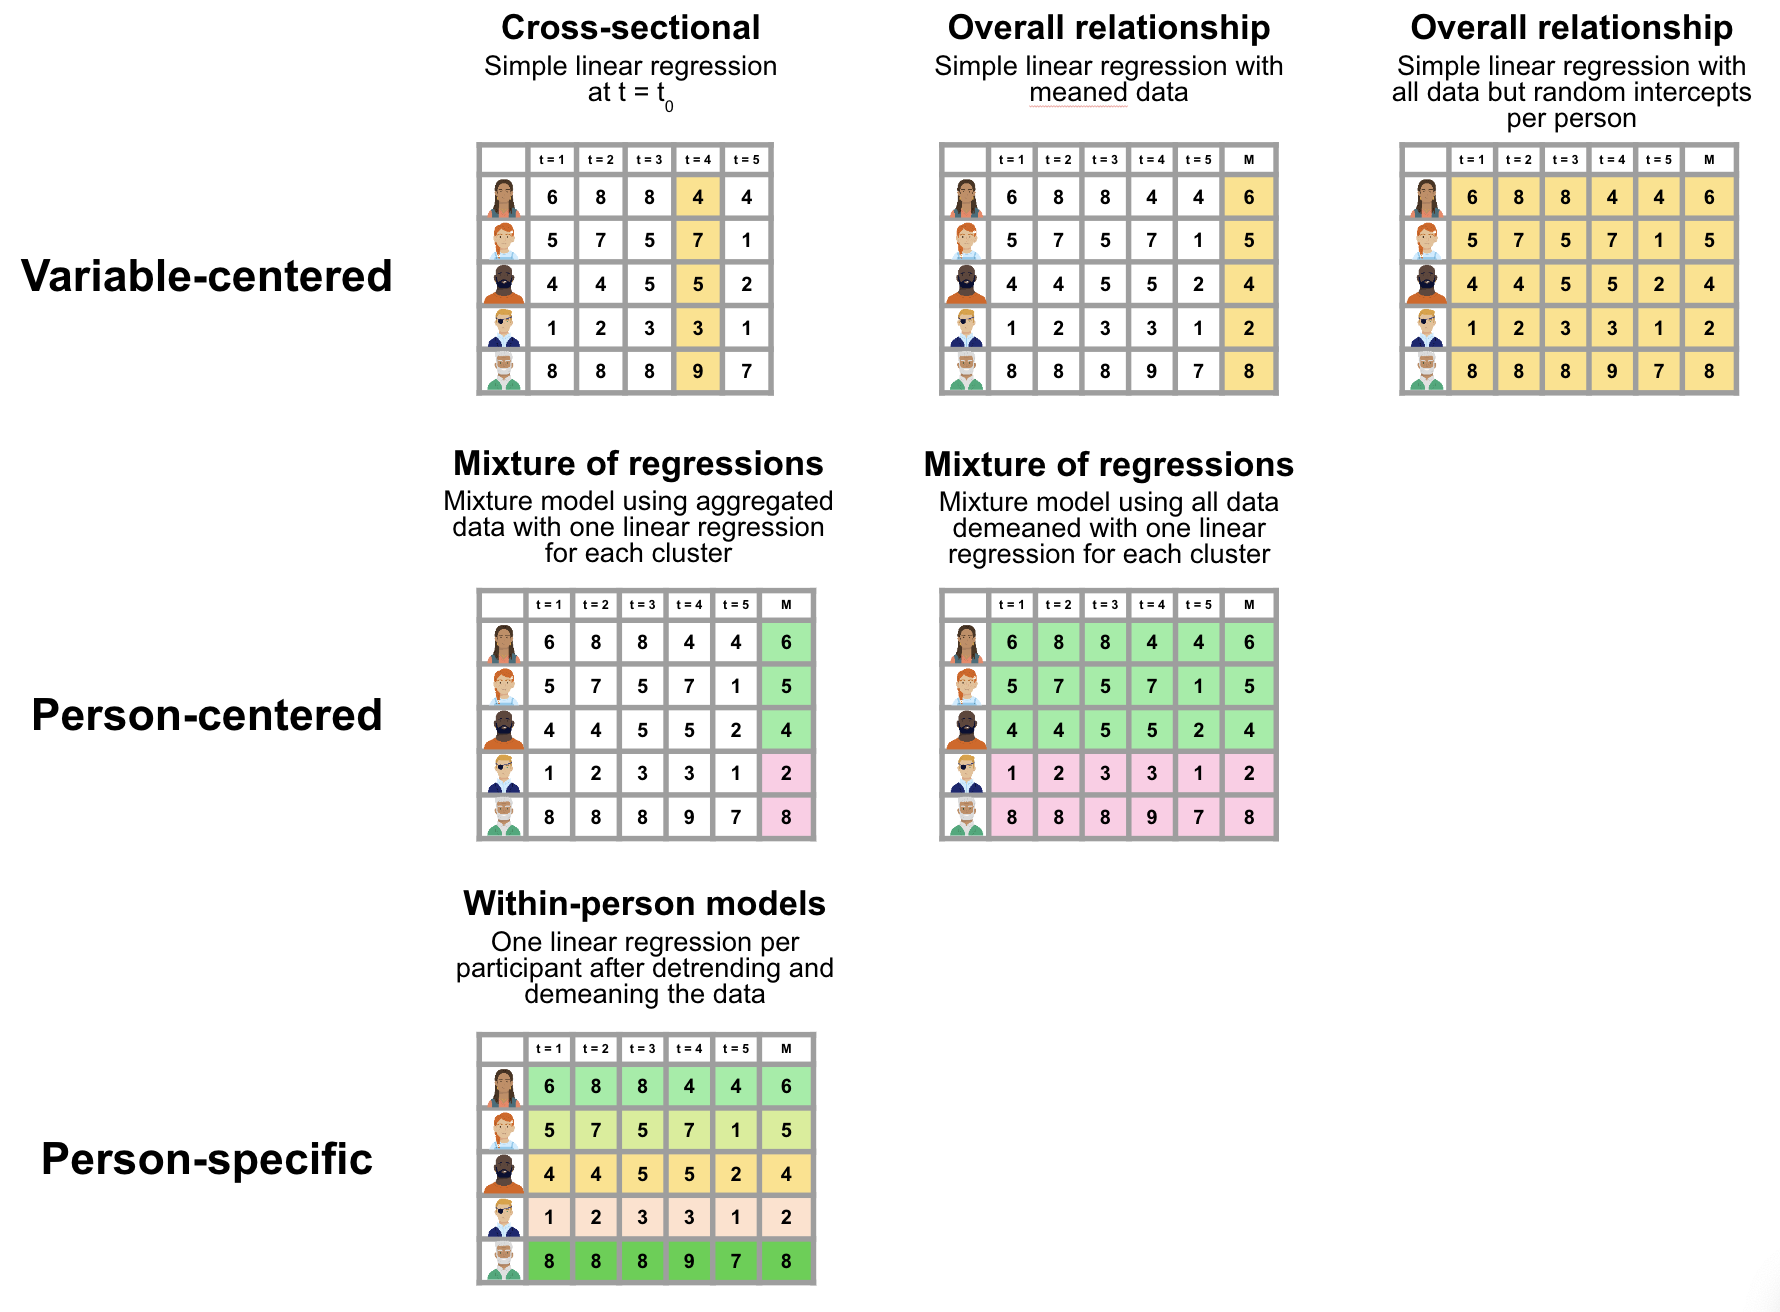 Cross-sectional
Simple linear regression
at t = t0
Overall relationship
Simple linear regression with
meaned data
Overall relationship
Simple linear regression with
all data but random intercepts
per person
Variable-centered
t = 1 t = 2 t = 3 t = 4 t = 5
6 8 8 4 4
5 7 5 7 1
4 4 5 5 2
1 2 3 3 1
8 8 8 9 7
t = 1 t = 2 t = 3 t = 4 t = 5 M
6 8 8 4 4 6
5 7 5 7 1 5
4 4 5 5 2 4
1 2 3 3 1 2
8 8 8 9 7 8
t = 1 t = 2 t = 3 t = 4 t = 5 M
6 8 8 4 4 6
5 7 5 7 1 5
4 4 5 5 2 4
1 2 3 3 1 2
8 8 8 9 7 8
Mixture of regressions
Mixture model using aggregated
data with one linear regression
for each cluster
Mixture of regressions
Mixture model using all data
demeaned with one linear
regression for each cluster
Person-centered
t = 1 t = 2 t = 3 t = 4 t = 5 M
6 8 8 4 4 6
5 7 5 7 1 5
4 4 5 5 2 4
1 2 3 3 1 2
8 8 8 9 7 8
t = 1 t = 2 t = 3 t = 4 t = 5 M
6 8 8 4 4 6
5 7 5 7 1 5
4 4 5 5 2 4
1 2 3 3 1 2
8 8 8 9 7 8
Within-person models
One linear regression per
participant after detrending and
demeaning the data
Person-specific
t = 1 t = 2 t = 3 t = 4 t = 5 M
6 8 8 4 4 6
5 7 5 7 1 5
4 4 5 5 2 4
1 2 3 3 1 2
8 8 8 9 7 8